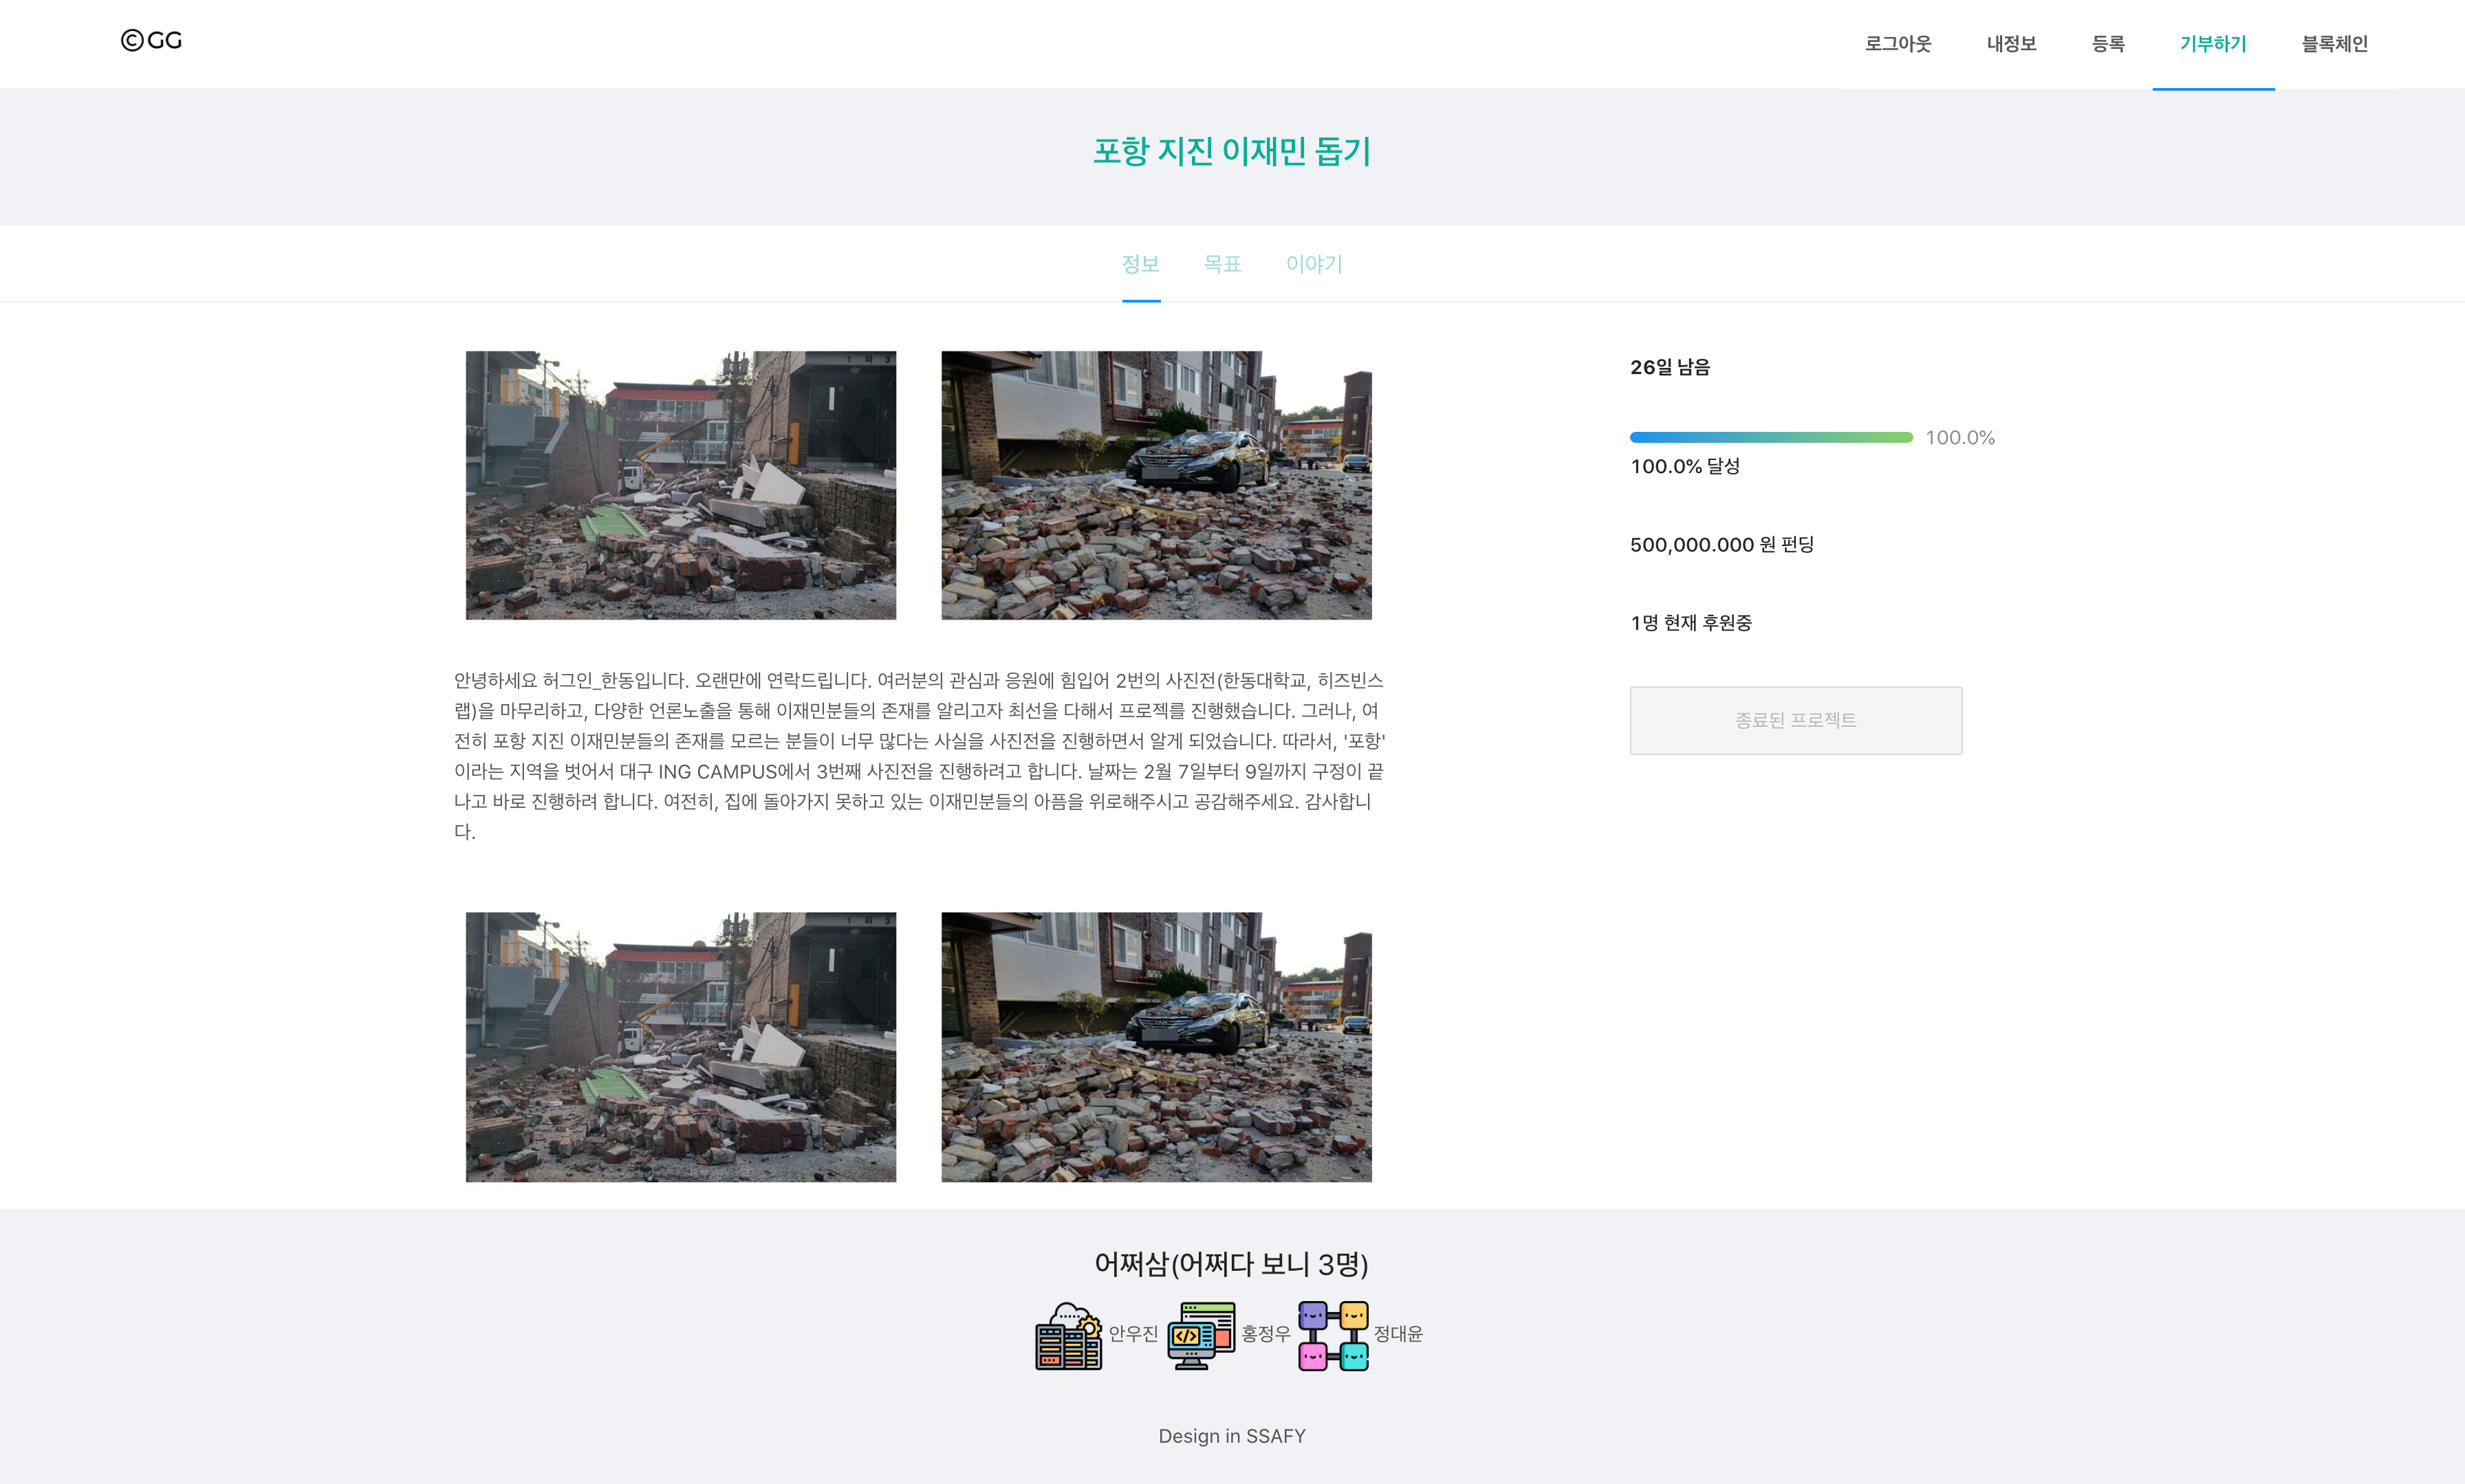 ©GG
로그아웃 내정보 등록 기부하기 블록체인
포항 지진 이재민 돕기
정보 목표 이야기
26일 남음
100.0%
100.0% 달성
500,000.000 원 펀딩
1명 현재 후원중
종료된 프로젝트
안녕하세요 허그인_한동입니다. 오랜만에 연락드립니다. 여러분의 관심과 응원에 힘입어 2번의 사진전(한동대학교, 히즈빈스
랩)을 마무리하고, 다양한 언론노출을 통해 이재민분들의 존재를 알리고자 최선을 다해서 프로젝를 진행했습니다. 그러나, 여
전히 포항 지진 이재민분들의 존재를 모르는 분들이 너무 많다는 사실을 사진전을 진행하면서 알게 되었습니다. 따라서, '포항'
이라는 지역을 벗어서 대구 ING CAMPUS에서 3번째 사진전을 진행하려고 합니다. 날짜는 2월 7일부터 9일까지 구정이 끝
나고 바로 진행하려 합니다. 여전히, 집에 돌아가지 못하고 있는 이재민분들의 아픔을 위로해주시고 공감해주세요. 감사합니
다.
어쩌삼(어쩌다 보니 3명)
안우진 홍정우 정대윤
Design in SSAFY